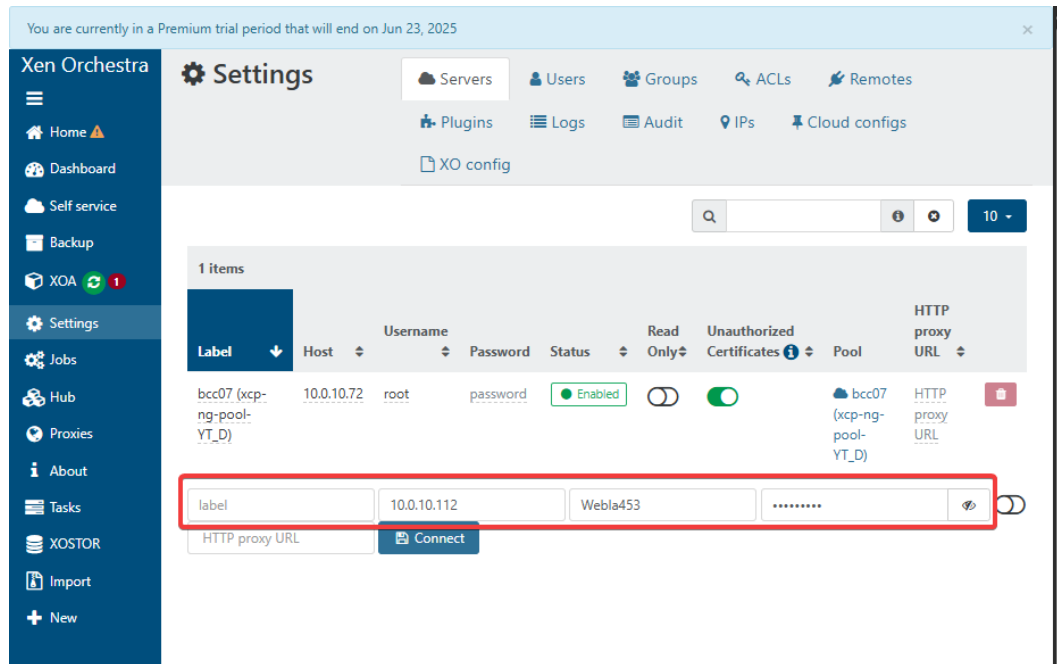 You are currently in a Premium trial period that will end on Jun 23, 2025
Xen Orchestra
Home
Dashboard
Self service
Backup
XOA 1
Settings
Jobs
Hub
Proxies
About
Tasks
XOSTOR
Import
New
Settings
Servers Users Groups ACLs Remotes
Plugins Logs Audit IPs Cloud configs
XO config
10
1 items
Label Host Username Password Status Read Only Unauthorized Certificates Pool HTTP proxy URL
bcc07 (xcp-
ng-pool-
YT_D)
10.0.10.72
root
password
Enabled
bcc07
(xcp-ng-
pool-
YT_D)
HTTP
proxy
URL
label 10.0.10.112 Webla453 •••••••••
HTTP proxy URL Connect